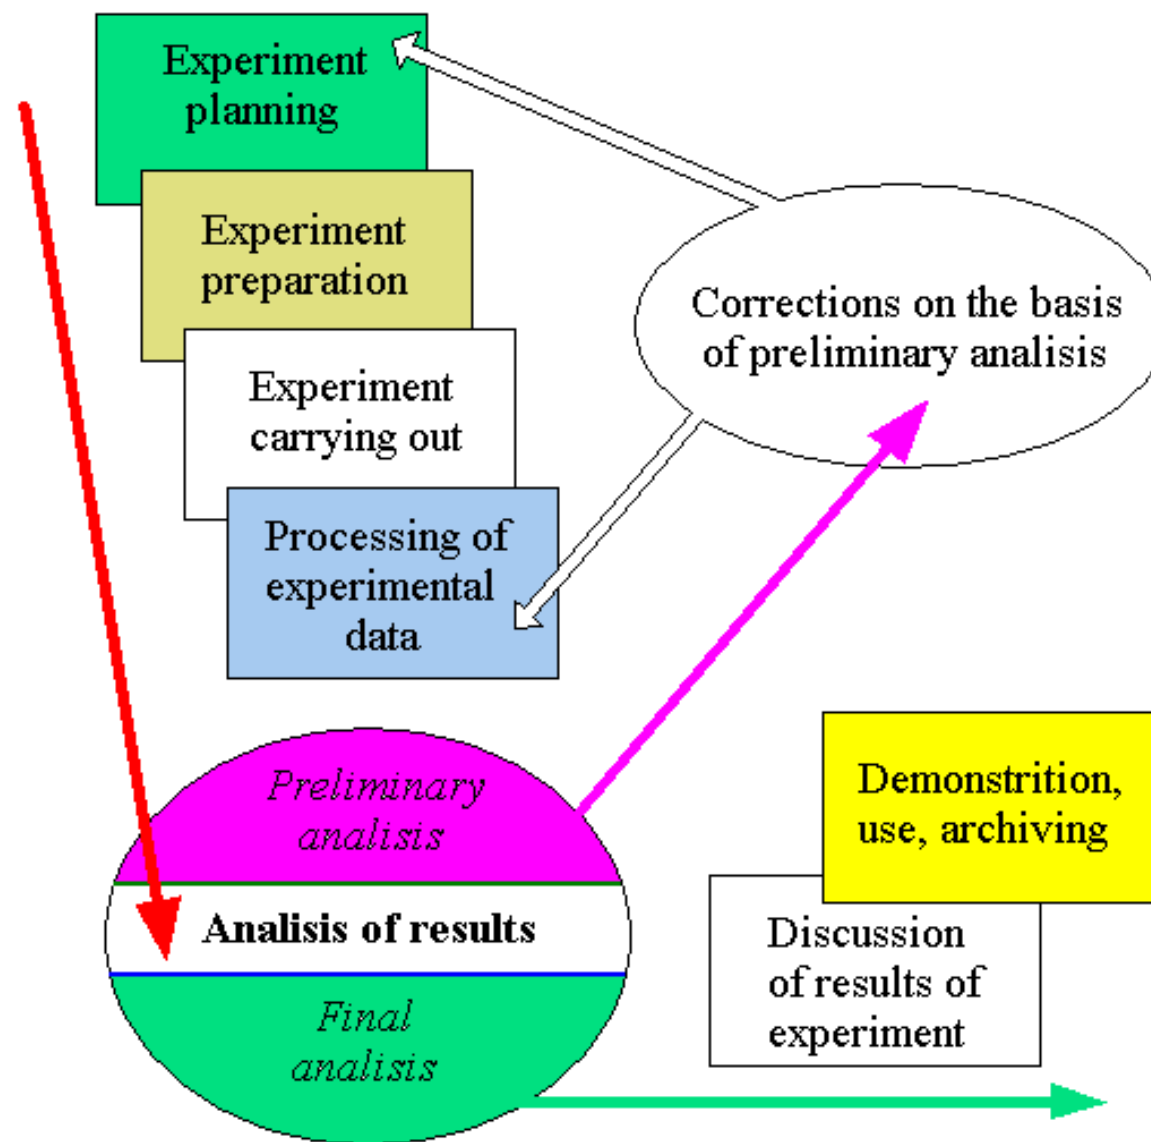 Experiment
planning
Experiment
preparation
Experiment
carrying out
Processing of
experimental
data
Corrections on the basis
of preliminary analisis
Preliminary
analisis
Analisis of results
Final
analisis
Demonstrition,
use, archiving
Discussion
of results of
experiment